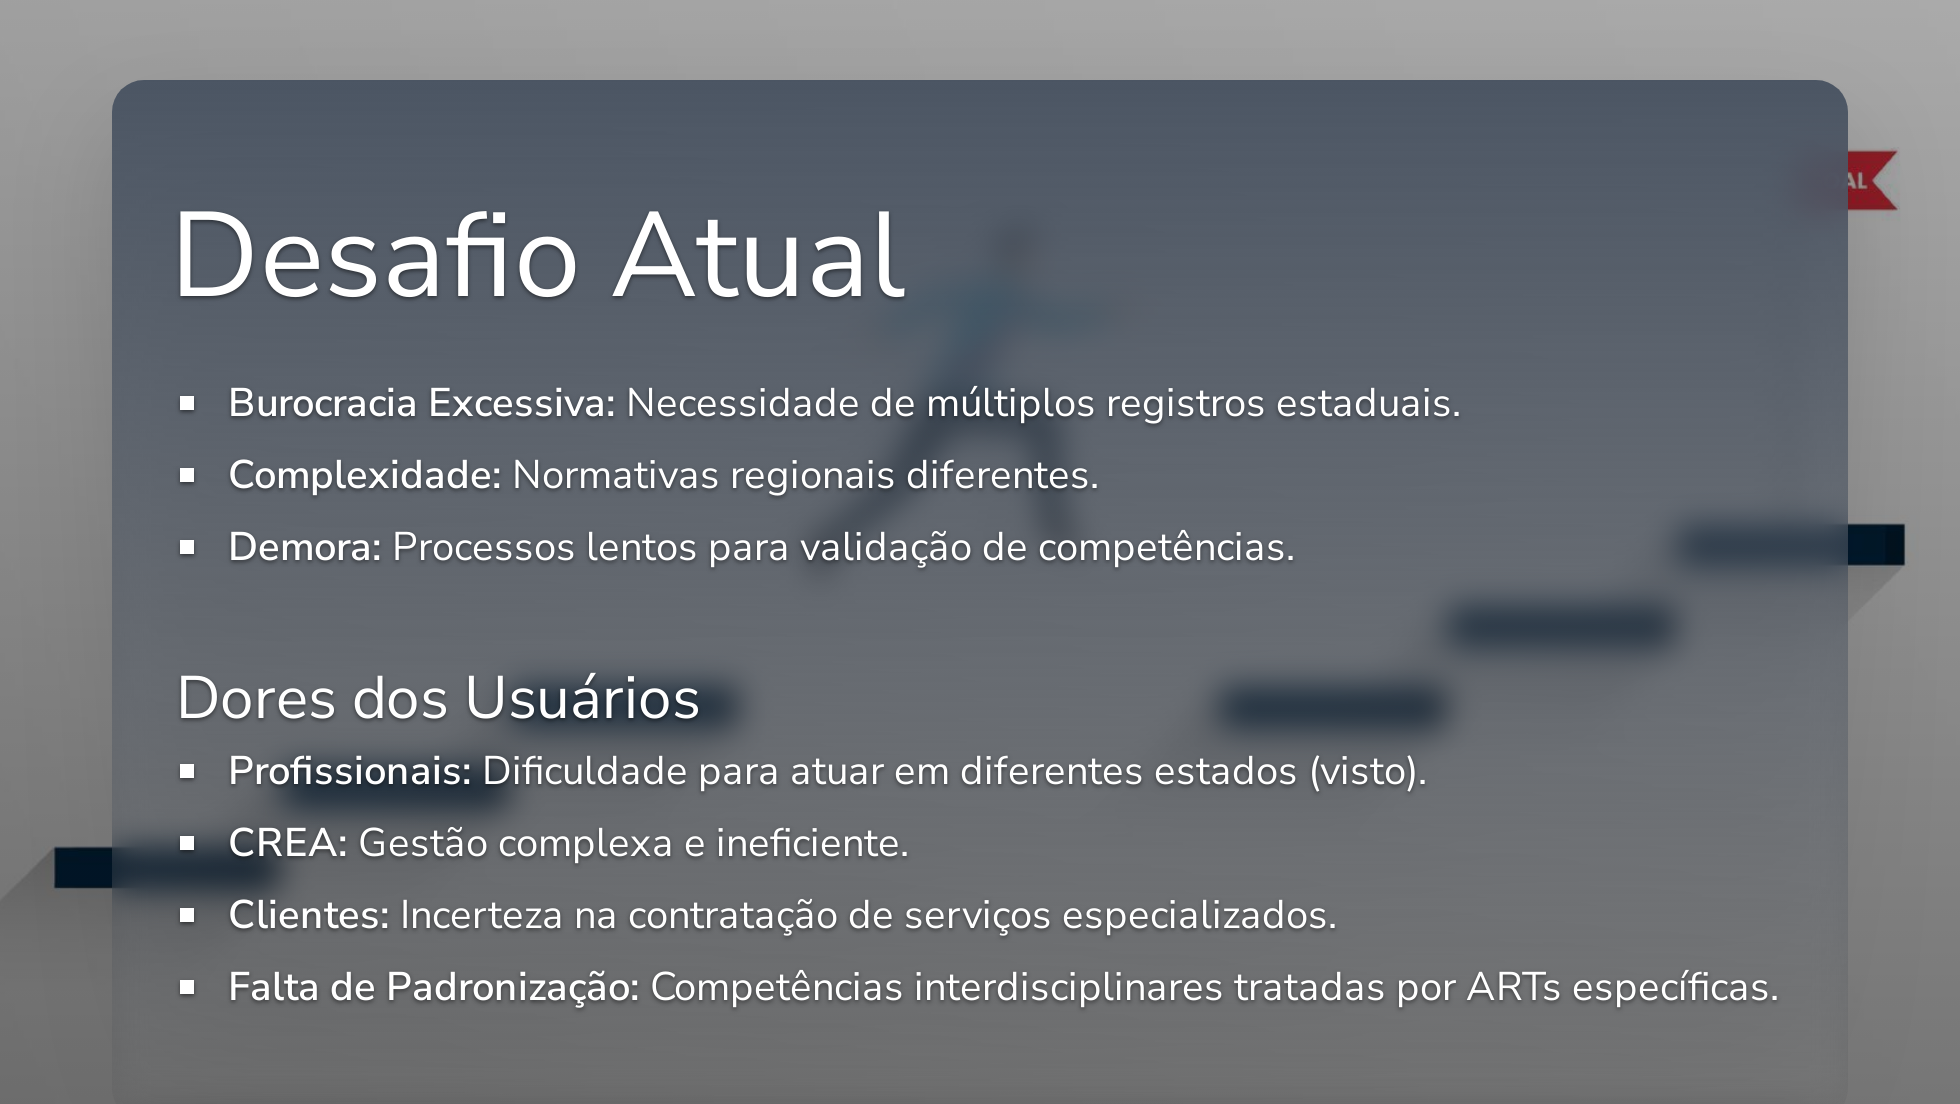 AL
Desafio Atual
Burocracia Excessiva: Necessidade de múltiplos registros estaduais.
Complexidade: Normativas regionais diferentes.
Demora: Processos lentos para validação de competências.
Dores dos Usuários
Profissionais: Dificuldade para atuar em diferentes estados (visto).
CREA: Gestão complexa e ineficiente.
Clientes: Incerteza na contratação de serviços especializados.
Falta de Padronização: Competências interdisciplinares tratadas por ARTs específicas.